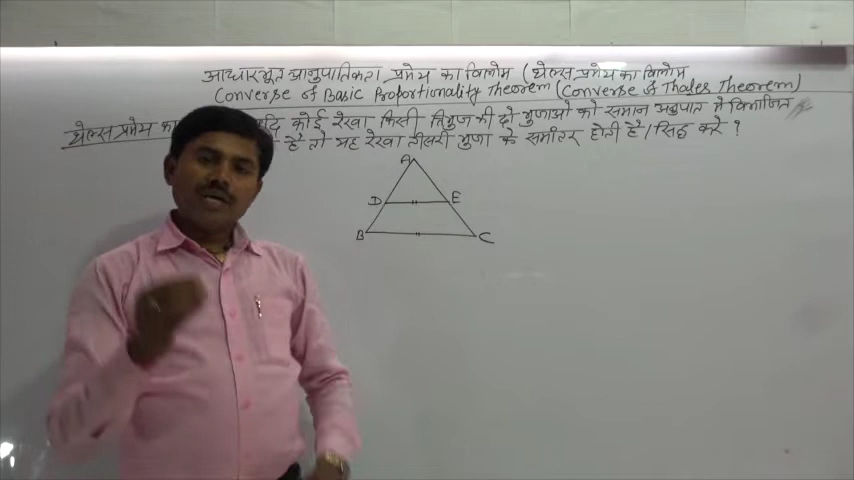 आधारभूत आनुपातिकता प्रमेय का विलोम (थेल्स प्रमेय का विलोम
Converse of Basic Proportionality Theorem (Converse of Thales Theorem)
थेल्स प्रमेय का यदि कोई रेखा किसी त्रिभुज की दो भुजाओं को समान अनुपात में विभाजित
है तो यह रेखा तीसरी भुजा के समांतर होती है/सिद्ध करे ?
A
D E
B C